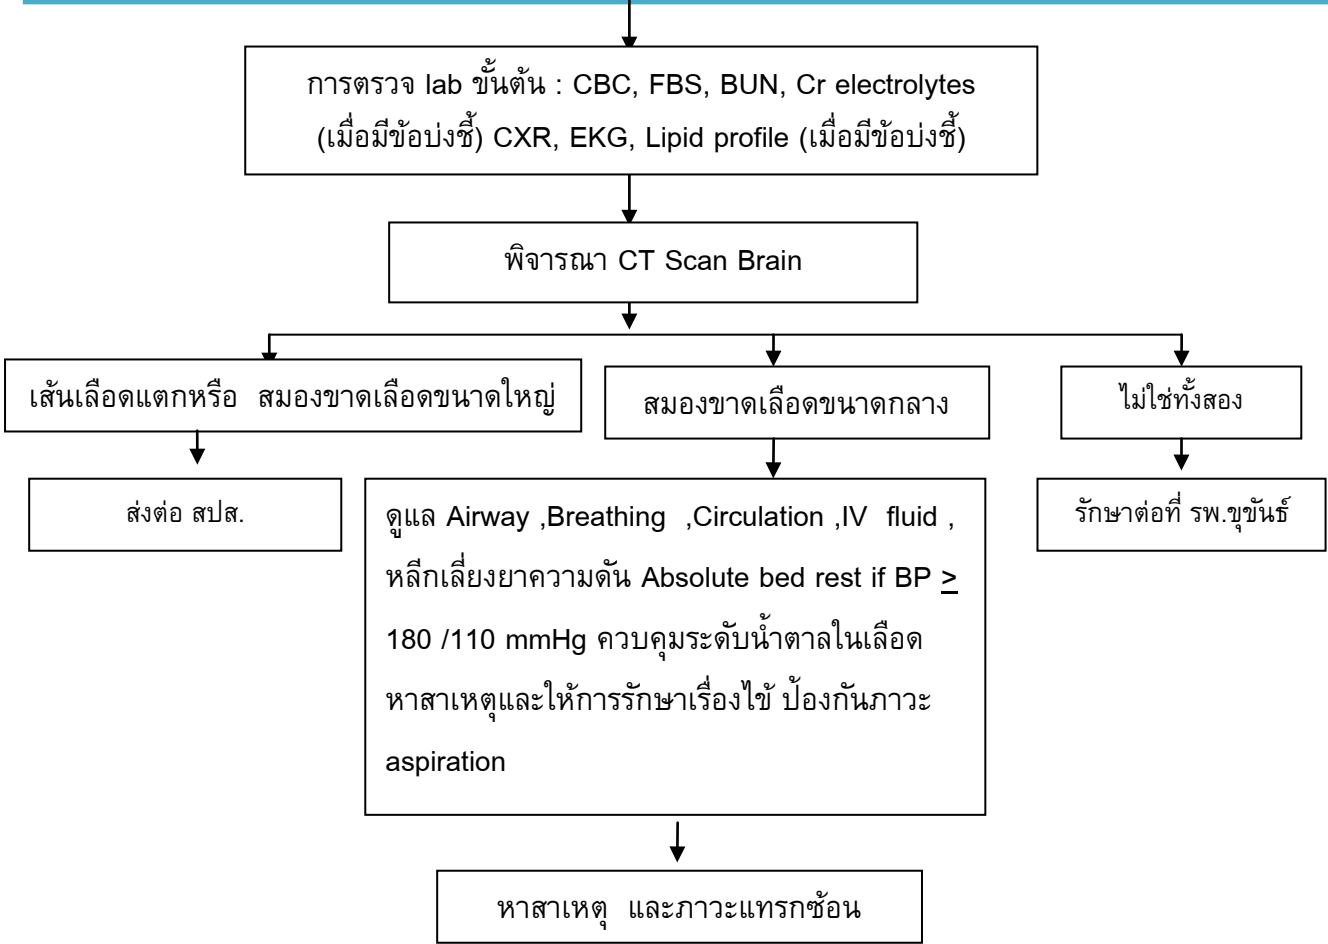 การตรวจ lab ขั้นต้น : CBC, FBS, BUN, Cr electrolytes
(เมื่อมีข้อบ่งชี้) CXR, EKG, Lipid profile (เมื่อมีข้อบ่งชี้)
พิจารณา CT Scan Brain
เส้นเลือดแตกหรือ สมองขาดเลือดขนาดใหญ่
สมองขาดเลือดขนาดกลาง
ไม่ใช่ทั้งสอง
ส่งต่อ สปส.
ดูแล Airway ,Breathing ,Circulation ,IV fluid ,
หลีกเลี่ยงยาความดัน Absolute bed rest if BP ≥
180 /110 mmHg ควบคุมระดับน้ำตาลในเลือด
หาสาเหตุและให้การรักษาเรื่องไข้ ป้องกันภาวะ
aspiration
รักษาต่อที่ รพ.ขุขันธ์
หาสาเหตุ และภาวะแทรกซ้อน